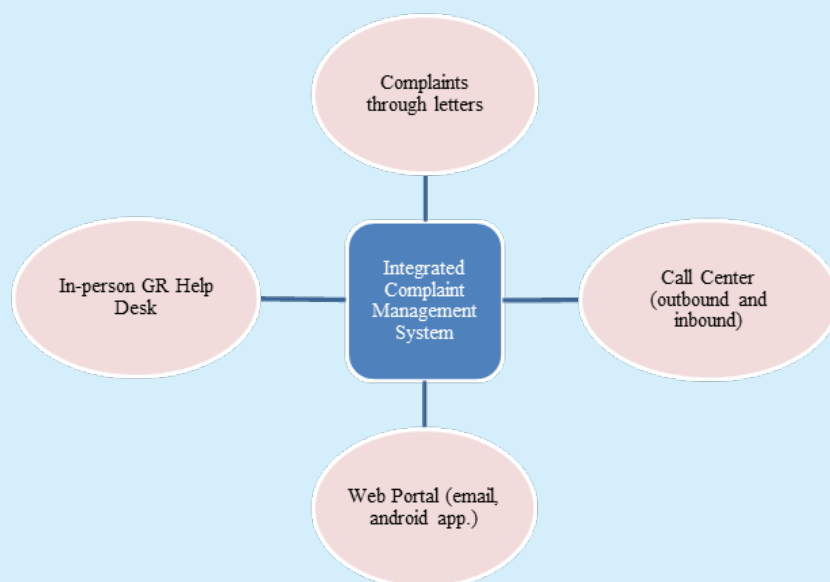 Complaints
through letters
In-person GR Help
Desk
Integrated
Complaint
Management
System
Call Center
(outbound and
inbound)
Web Portal (email,
android app.)